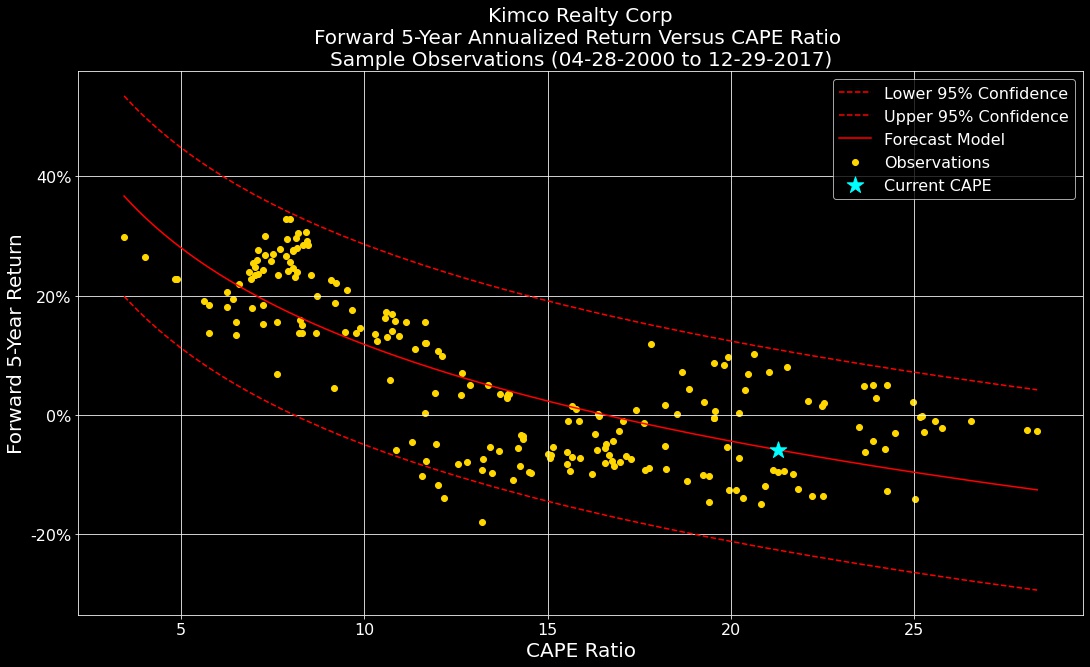 Kimco Realty Corp
Forward 5-Year Annualized Return Versus CAPE Ratio
Sample Observations (04-28-2000 to 12-29-2017)
Lower 95% Confidence
Upper 95% Confidence
Forecast Model
Observations
Current CAPE
Forward 5-Year Return
40%
20%
0%
-20%
5
10
15
20
25
CAPE Ratio